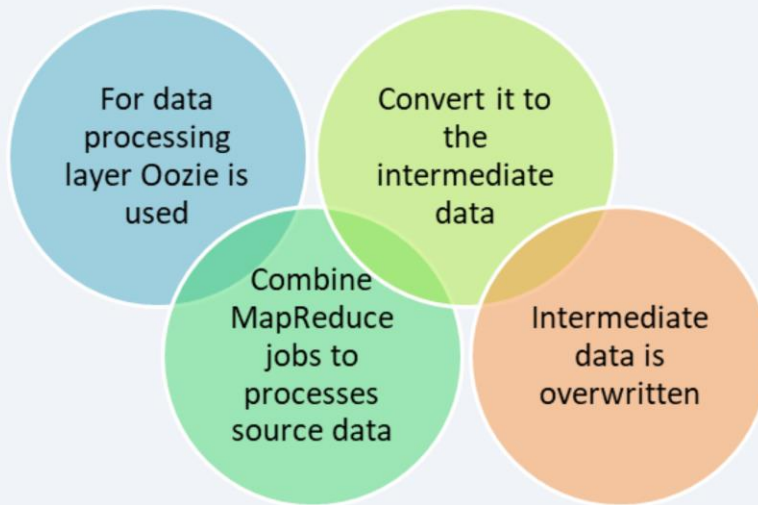 For data
processing
layer Oozie is
used
Combine
MapReduce
jobs to
processes
source data
Convert it to
the
intermediate
data
Intermediate
data is
overwritten